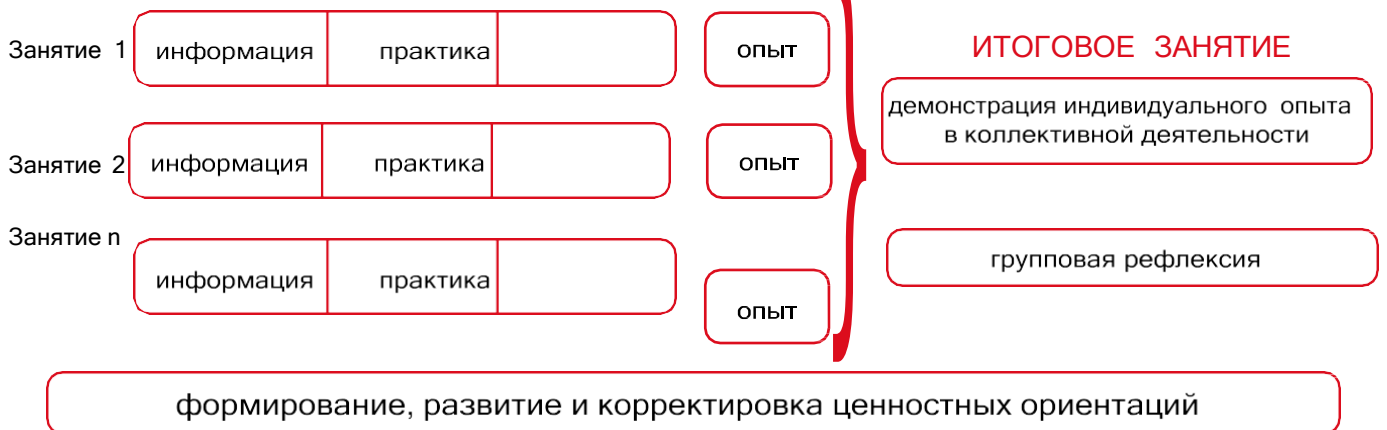 Занятие 1 информация практика опыт
Занятие 2 информация практика опыт
Занятие n информация практика опыт
ИТОГОВОЕ ЗАНЯТИЕ
демонстрация индивидуального опыта
в коллективной деятельности
групповая рефлексия
формирование, развитие и корректировка ценностных ориентаций